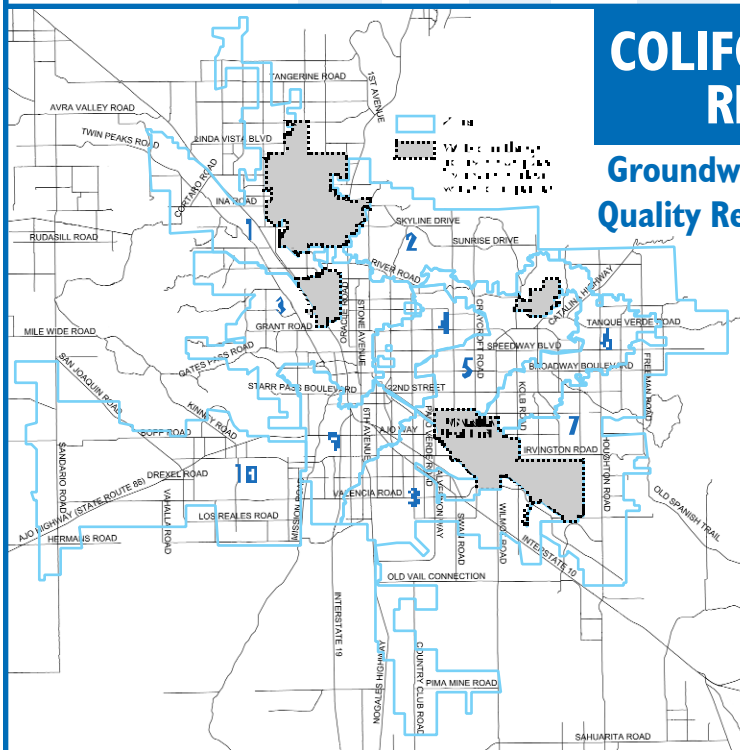 COLIFO
RE
Groundw
Quality Re
TANGERINE ROAD
1ST AVENUE
AVRA VALLEY ROAD
TWIN PEAKS ROAD
LINDA VISTA BLVD
CORTARO ROAD
INA ROAD
SKYLINE DRIVE
SUNRISE DRIVE
RUDASILL ROAD
1
2
RIVER ROAD
CATALINA HIGHWAY
ORACLE ROAD
STONE AVENUE
3
4
CRAYCROFT ROAD
GRANT ROAD
TANQUE VERDE ROAD
MILE WIDE ROAD
SPEEDWAY BLVD
6
GATES PASS ROAD
5
BROADWAY BOULEVARD
FREEMAN ROAD
SAN JOAQUIN ROAD
STARR PASS BOULEVARD
22ND STREET
KOLB ROAD
KINNEY ROAD
6TH AVENUE
PALO VERDE ROAD
7
BOPP ROAD
9
AJO WAY
IRVINGTON ROAD
HOUGHTON ROAD
SANDARIO ROAD
DREXEL ROAD
10
ALVERNON WAY
VALENCIA ROAD
8
OLD SPANISH TRAIL
AJO HIGHWAY (STATE ROUTE 86)
VAHALLA ROAD
LOS REALES ROAD
MISSION ROAD
SWAN ROAD
WILMOT ROAD
HERMANS ROAD
INTERSTATE 10
OLD VAIL CONNECTION
INTERSTATE 19
NOGALES HIGHWAY
COUNTRY CLUB ROAD
PIMA MINE ROAD
SAHUARITA ROAD